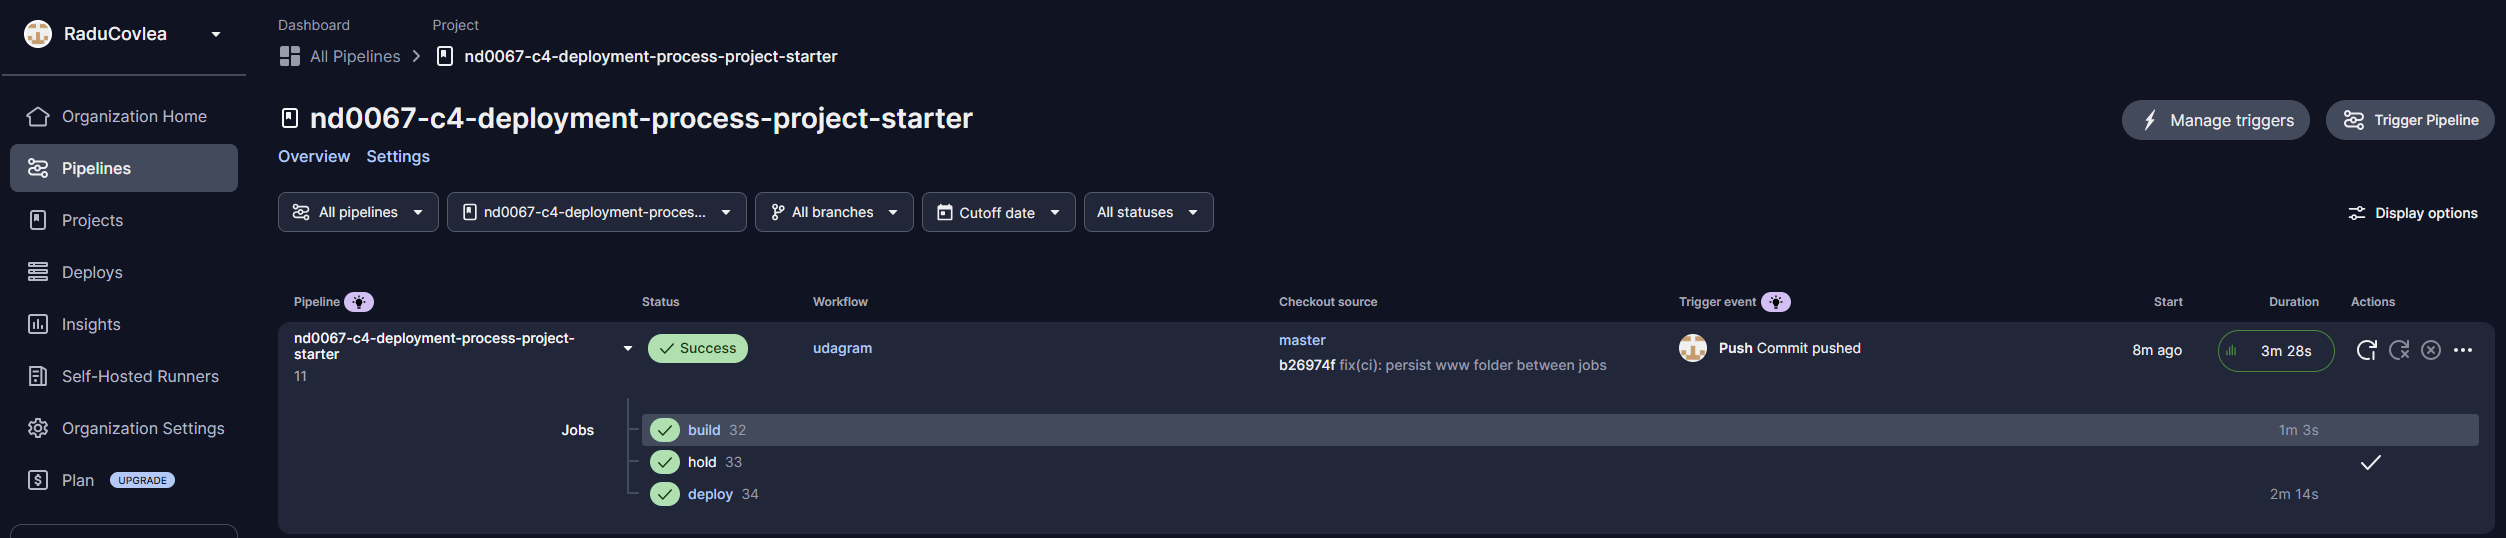 RaduCovlea
Organization Home
Pipelines
Projects
Deploys
Insights
Self-Hosted Runners
Organization Settings
Plan UPGRADE
Dashboard Project
All Pipelines nd0067-c4-deployment-process-project-starter
nd0067-c4-deployment-process-project-starter
Manage triggers Trigger Pipeline
Overview Settings
All pipelines nd0067-c4-deployment-proces... All branches Cutoff date All statuses Display options
Pipeline Status Workflow Checkout source Trigger event Start Duration Actions
nd0067-c4-deployment-process-project-
starter
11
Success udagram
master
b26974f fix(ci): persist www folder between jobs
Push Commit pushed 8m ago 3m 28s
Jobs
build 32 1m 3s
hold 33
deploy 34 2m 14s